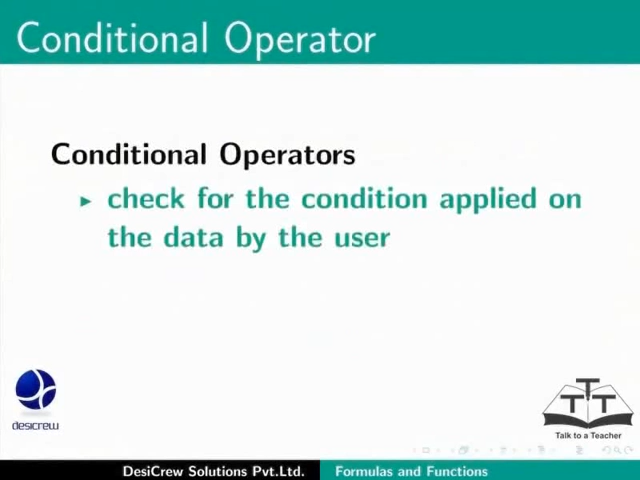 Conditional Operator
Conditional Operators
check for the condition applied on
the data by the user
desicrew
TTT
Talk to a Teacher
DesiCrew Solutions Pvt.Ltd.
Formulas and Functions